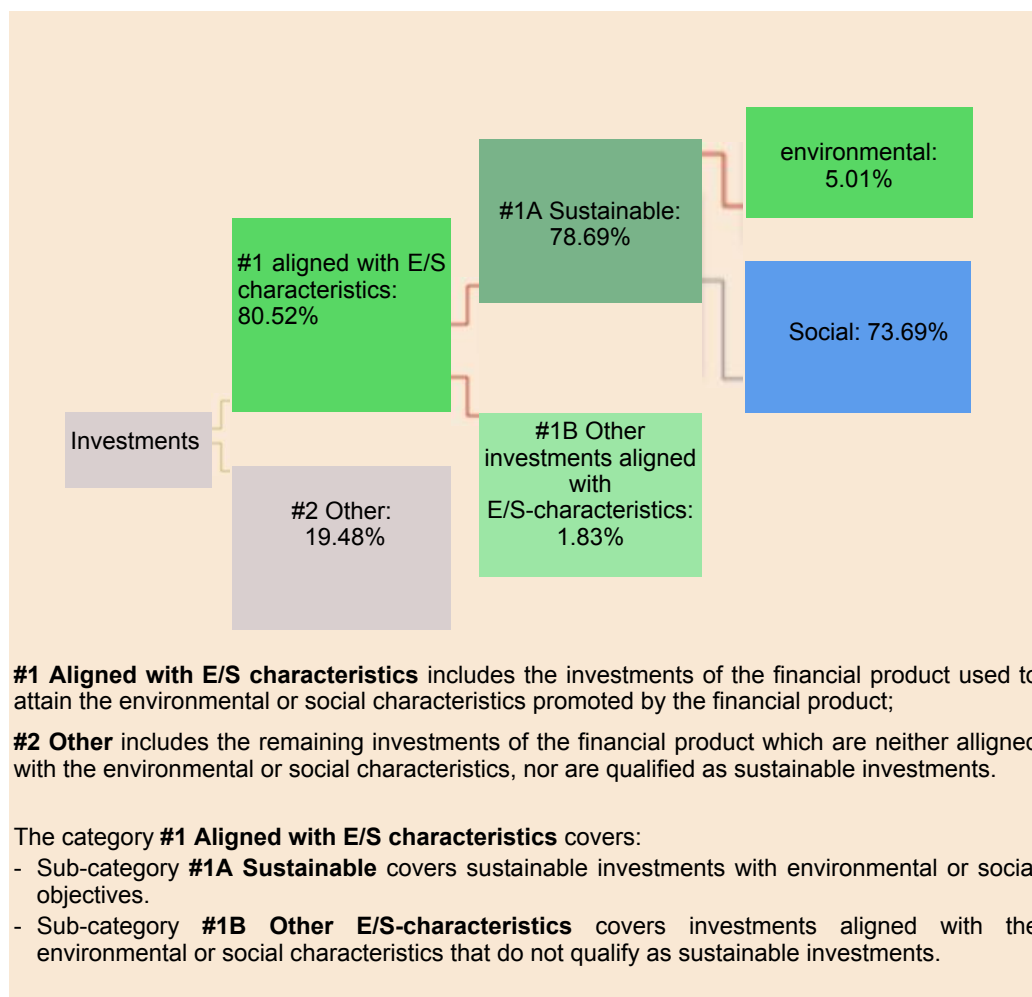 environmental:
5.01%
#1A Sustainable:
78.69%
#1 aligned with E/S
characteristics:
80.52%
Social: 73.69%
Investments
#1B Other
investments aligned
with
E/S-characteristics:
1.83%
#2 Other:
19.48%
#1 Aligned with E/S characteristics includes the investments of the financial product used to
attain the environmental or social characteristics promoted by the financial product;
#2 Other includes the remaining investments of the financial product which are neither alligned
with the environmental or social characteristics, nor are qualified as sustainable investments.
The category #1 Aligned with E/S characteristics covers:
- Sub-category #1A Sustainable covers sustainable investments with environmental or social
objectives.
- Sub-category #1B Other E/S-characteristics covers investments aligned with the
environmental or social characteristics that do not qualify as sustainable investments.